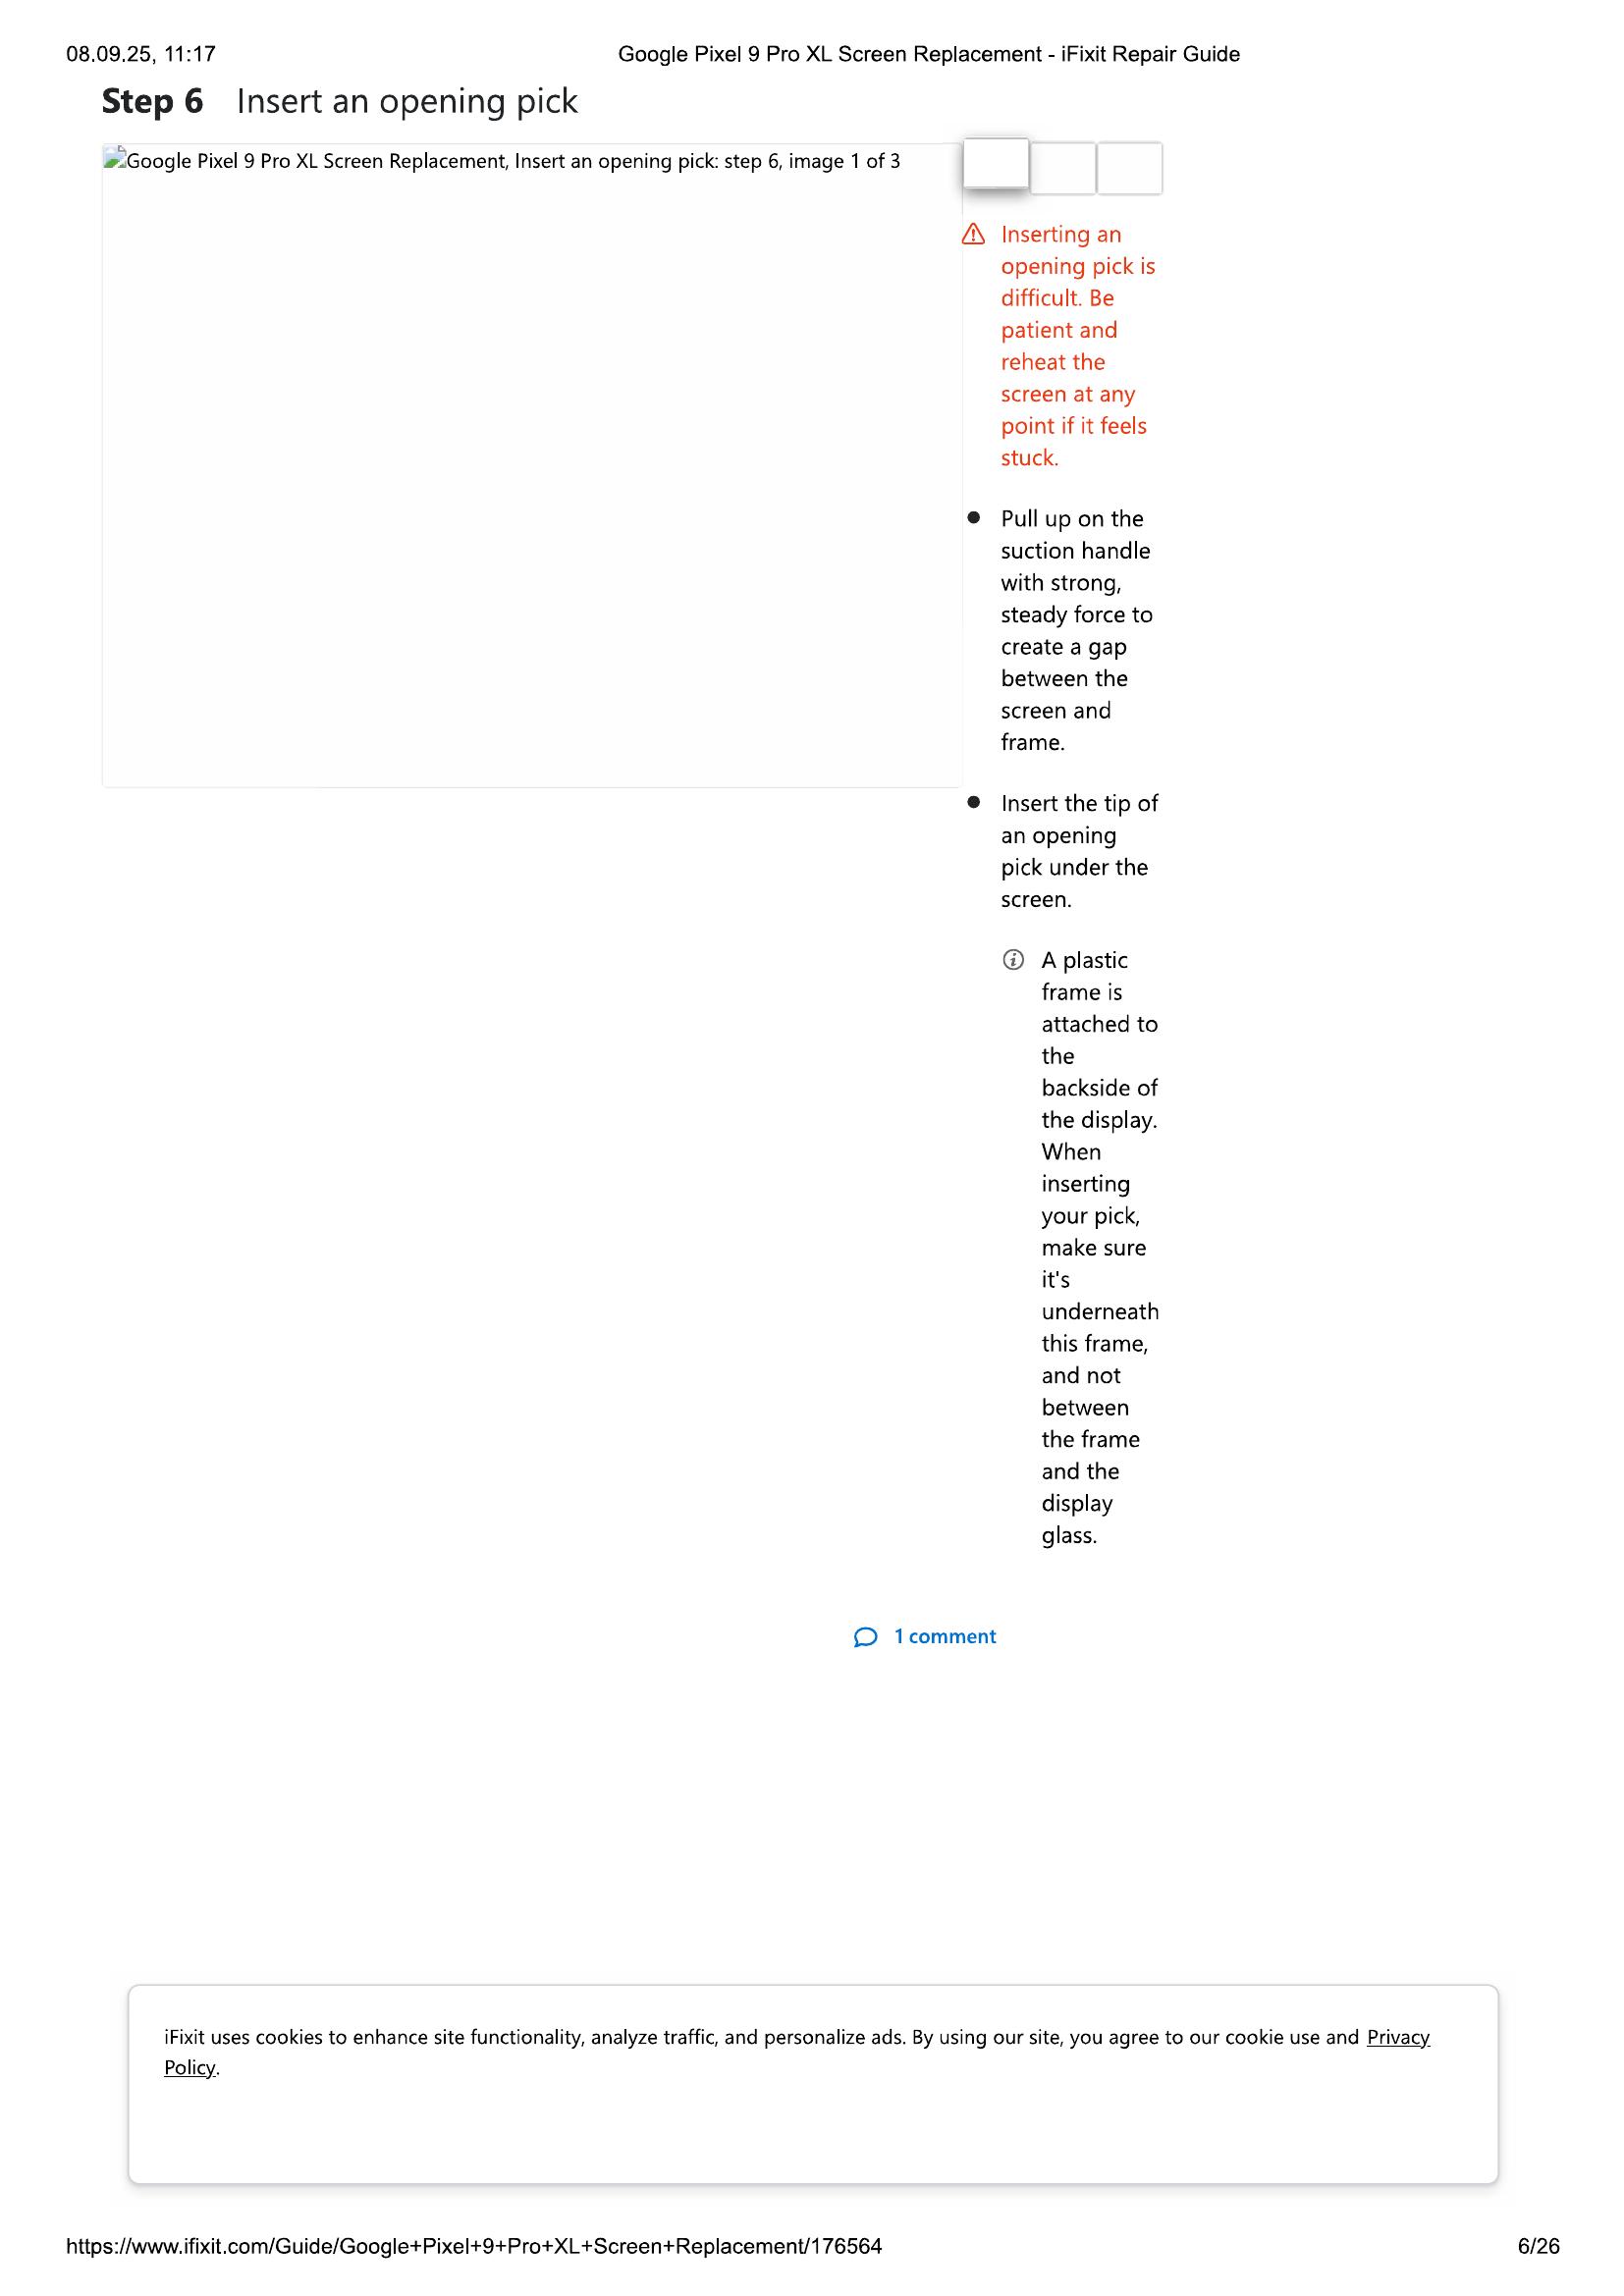 08.09.25, 11:17
Google Pixel 9 Pro XL Screen Replacement - iFixit Repair Guide
Step 6 Insert an opening pick
Google Pixel 9 Pro XL Screen Replacement, Insert an opening pick: step 6, image 1 of 3
Inserting an
opening pick is
difficult. Be
patient and
reheat the
screen at any
point if it feels
stuck.
Pull up on the
suction handle
with strong,
steady force to
create a gap
between the
screen and
frame.
Insert the tip of
an opening
pick under the
screen.
A plastic
frame is
attached to
the
backside of
the display.
When
inserting
your pick,
make sure
it's
underneath
this frame,
and not
between
the frame
and the
display
glass.
1 comment
iFixit uses cookies to enhance site functionality, analyze traffic, and personalize ads. By using our site, you agree to our cookie use and Privacy
Policy.
https://www.ifixit.com/Guide/Google+Pixel+9+Pro+XL+Screen+Replacement/176564
6/26